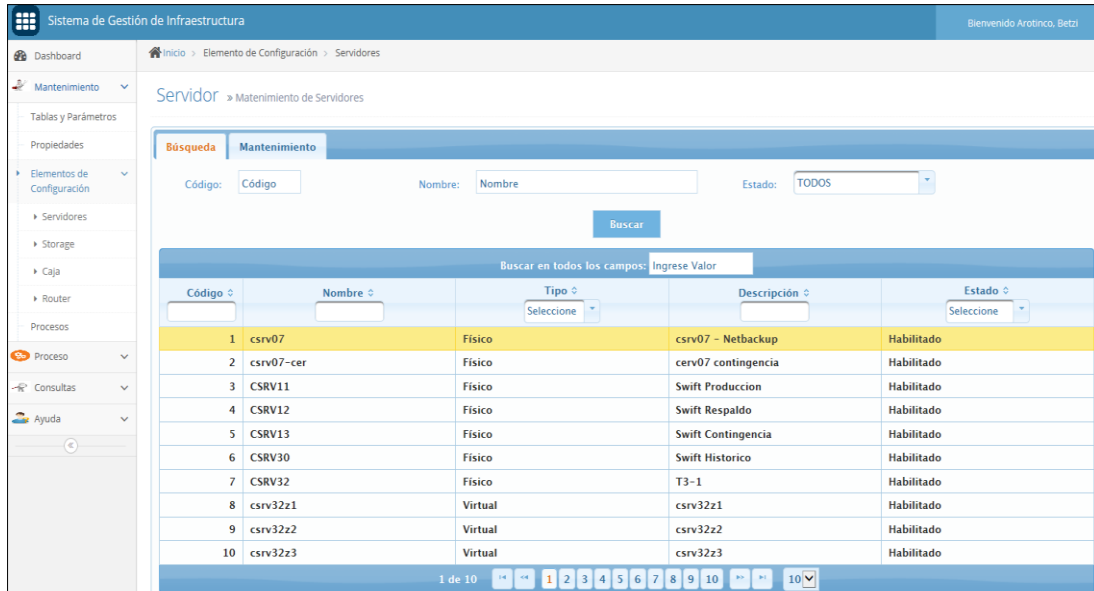 Sistema de Gestión de Infraestructura
Bienvenido Arotinco, Betzi
Dashboard
Mantenimiento
Tablas y Parámetros
Propiedades
Elementos de Configuración
Servidores
Storage
Caja
Router
Procesos
Proceso
Consultas
Ayuda
Inicio > Elemento de Configuración > Servidores
Servidor » Matenimiento de Servidores
Búsqueda Mantenimiento
Código: Código Nombre: Nombre Estado: TODOS
Buscar
Buscar en todos los campos: Ingrese Valor
Código Nombre Tipo Descripción Estado
Seleccione Seleccione
1 csrv07 Físico csrv07 - Netbackup Habilitado
2 csrv07-cer Físico cerv07 contingencia Habilitado
3 CSRV11 Físico Swift Produccion Habilitado
4 CSRV12 Físico Swift Respaldo Habilitado
5 CSRV13 Físico Swift Contingencia Habilitado
6 CSRV30 Físico Swift Historico Habilitado
7 CSRV32 Físico T3-1 Habilitado
8 csrv32z1 Virtual csrv32z1 Habilitado
9 csrv32z2 Virtual csrv32z2 Habilitado
10 csrv32z3 Virtual csrv32z3 Habilitado
1 de 10 1 2 3 4 5 6 7 8 9 10 10